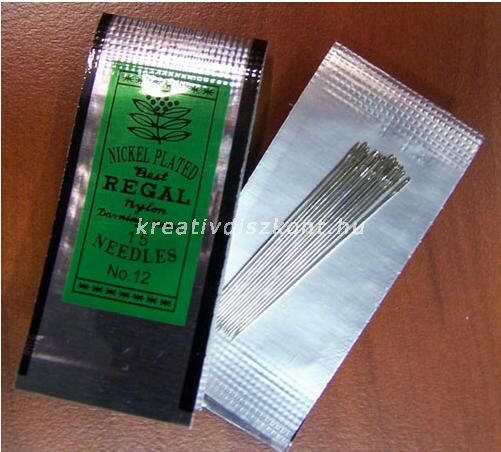 NICKEL PLATED
Best
REGAL
Nylon
Darning
15
NEEDLES
No.12
kreativdiszkont.hu